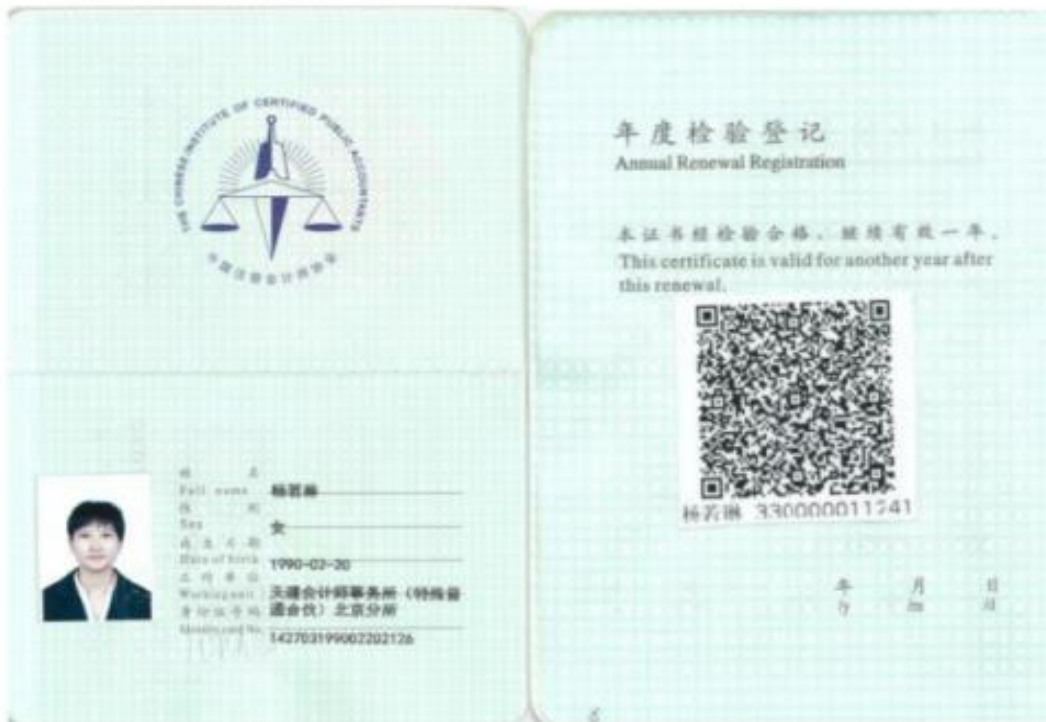 THE CHINESE INSTITUTE OF CERTIFIED PUBLIC ACCOUNTANTS
中国注册会计师协会
姓 名
Full name 杨若琳
性 别
Sex 女
出生日期
Date of birth 1990-02-20
工作单位
Working unit 天健会计师事务所（特殊普
通合伙）北京分所
身份证号码
Identity card No. 142703199002202126
年度检验登记
Annual Renewal Registration
本证书经检验合格，继续有效一年。
This certificate is valid for another year after
this renewal.
杨若琳 330000011241
年 月 日
/y /m /d